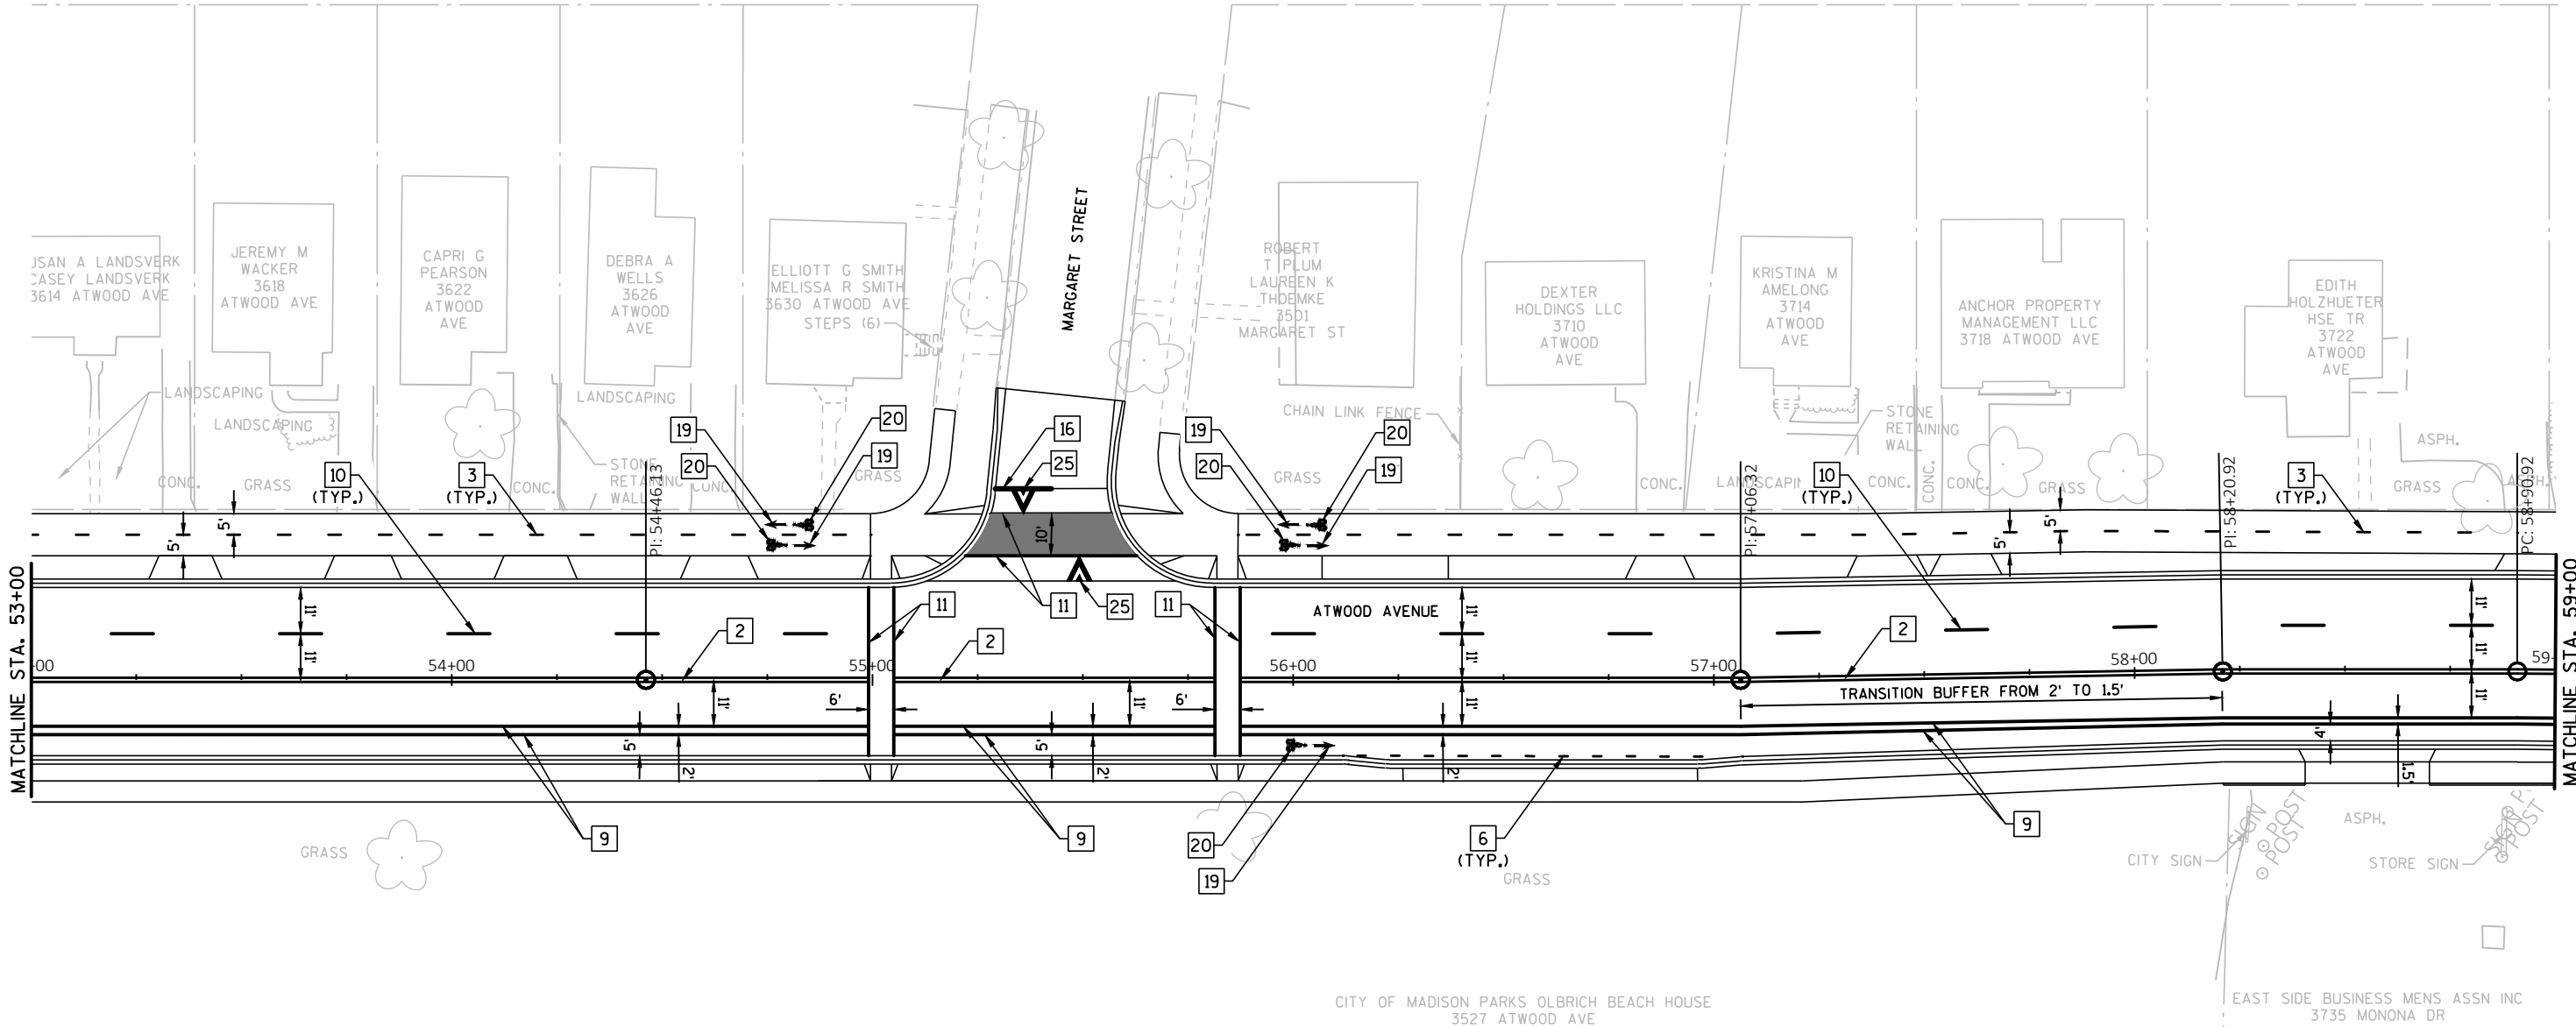 MARGARET STREET
JEREMY M
WACKER
3618
ATWOOD AVE
CASEY LANDSVERK
3614 ATWOOD AVE
CAPRI G
PEARSON
3622
ATWOOD
AVE
DEBRA A
WELLS
3626
ATWOOD
AVE
ELLIOTT G SMITH
MELISSA R SMITH
3630 ATWOOD AVE
STEPS (6)
ROBERT
T PLUM
LAUREEN K
THOEMKE
3501
MARGARET ST
DEXTER
HOLDINGS LLC
3710
ATWOOD
AVE
KRISTINA M
AMELONG
3714
ATWOOD
AVE
ANCHOR PROPERTY
MANAGEMENT LLC
3718 ATWOOD AVE
EDITH
HOLZHUETER
HSE TR
3722
ATWOOD
AVE
LANDSCAPING
LANDSCAPING
LANDSCAPING
CHAIN LINK FENCE
STONE
RETAINING
WALL
ASPH.
19
20
16
19
20
20
19
25
20
19
10
(TYP.)
3
(TYP.)
10
(TYP.)
3
(TYP.)
CONC.
GRASS
CONC.
STONE
RETAINING
WALL
CONC.
GRASS
GRASS
CONC.
CONC.
CONC.
CONC.
GRASS
GRASS
PI: 54+46.13
PI: 57+06.32
PI: 58+20.92
PC: 58+90.92
5'
5'
10'
5'
5'
MATCHLINE STA. 53+00
MATCHLINE STA. 59+00
11
11
25
11
ATWOOD AVENUE
11'
11'
11'
11'
11'
11'
2
2
2
54+00
55+00
56+00
57+00
58+00
11'
6'
11'
6'
11'
11'
TRANSITION BUFFER FROM 2' TO 1.5'
5'
2'
5'
2'
2'
4'
1.5'
9
9
20
19
6
(TYP.)
9
GRASS
GRASS
CITY SIGN
SIGN
POST
POST
ASPH.
STORE SIGN
SIGN
POST
CITY OF MADISON PARKS OLBRICH BEACH HOUSE
3527 ATWOOD AVE
EAST SIDE BUSINESS MENS ASSN INC
3735 MONONA DR